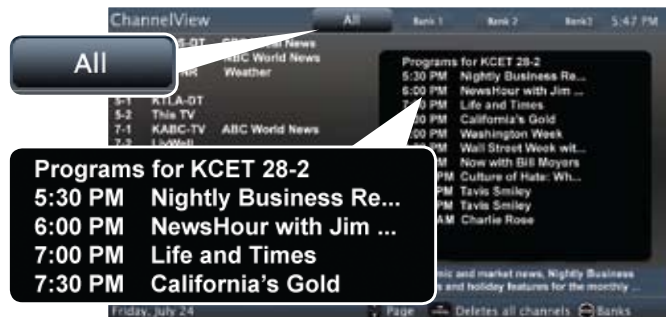 ChannelView All Bank 1 Bank 2 Bank3 5:47 PM
All
ABC World News
Weather
5-1 KTLA-DT
5-2 This TV
7-1 KABC-TV ABC World News
7-2 LivWell
Programs for KCET 28-2
5:30 PM Nightly Business Re...
6:00 PM NewsHour with Jim ...
Life and Times
California's Gold
Washington Week
Wall Street Week wit...
Now with Bill Moyers
Culture of Hate: Wh...
PM Tavis Smiley
PM Tavis Smiley
AM Charlie Rose
Programs for KCET 28-2
5:30 PM Nightly Business Re...
6:00 PM NewsHour with Jim ...
7:00 PM Life and Times
7:30 PM California's Gold
and market news, Nightly Business
and holiday features for the monthly ...
Friday, July 24 Page Deletes all channels Banks